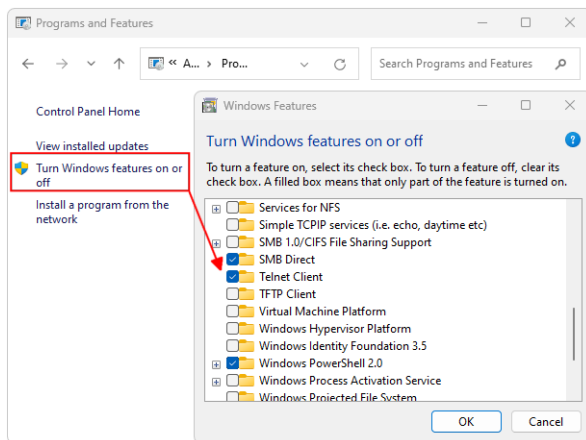 Programs and Features
« A... › Pro...
Search Programs and Features
Control Panel Home
View installed updates
Turn Windows features on or
off
Install a program from the
network
Windows Features
Turn Windows features on or off
To turn a feature on, select its check box. To turn a feature off, clear its
check box. A filled box means that only part of the feature is turned on.
Services for NFS
Simple TCPIP services (i.e. echo, daytime etc)
SMB 1.0/CIFS File Sharing Support
SMB Direct
Telnet Client
TFTP Client
Virtual Machine Platform
Windows Hypervisor Platform
Windows Identity Foundation 3.5
Windows PowerShell 2.0
Windows Process Activation Service
Windows Projected File System
OK
Cancel